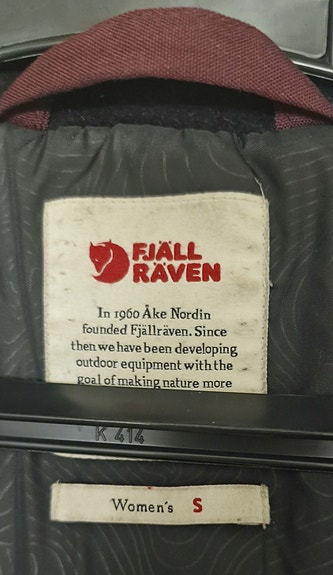 FJÄLL
RÄVEN
In 1960 Åke Nordin
founded Fjällräven. Since
then we have been developing
outdoor equipment with the
goal of making nature more
K 414
Women's S